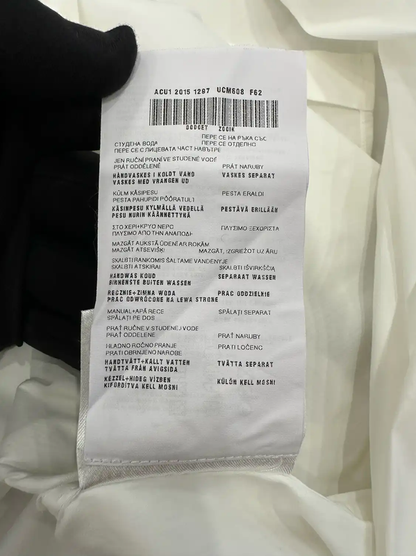 ACU1 2015 1297 UCM608 F62
DODGET ZOOIK
ПЕРЕ СЕ НА РЪКА СЪС
СТУДЕНА ВОДА ПЕРЕ СЕ ОТДЕЛНО
ПЕРЕ СЕ С ЛИЦЕВАТА ЧАСТ НАВЪТРЕ
JEN RUČNÍ PRANÍ VE STUDENÉ VODĚ
PRÁT ODDĚLENĚ PRÁT NARUBY
HÅNDVASKES I KOLDT VAND VASKES SEPARAT
VASKES MED VRANGEN UD
KÜLM KÄSIPESU PESTA ERALDI
PESTA PAHUPIDI PÖÖRATULT
KÄSINPESU KYLMÄLLÄ VEDELLÄ PESTÄVÄ ERILLÄÄN
PESU NURIN KÄÄNNETTYNÄ
ΣΤΟ ΧΕΡΙ+ΚΡΥΟ ΝΕΡΟ ΠΛΥΣΙΜΟ ΞΕΧΩΡΙΣΤΑ
ΠΛΥΣΙΜΟ ΑΠΟ ΤΗΝ ΑΝΑΠΟΔΗ
MAZGĀT AUKSTĀ ŪDENĪ AR ROKĀM
MAZGĀT ATSEVIŠĶI MAZGĀT, IZGRIEŽOT UZ ĀRU
SKALBTI RANKOMIS ŠALTAME VANDENYJE
SKALBTI ATSKIRAI SKALBTI IŠVIRKŠČIĄ
HANDWAS KOUD SEPARAAT WASSEN
BINNENSTE BUITEN WASSEN
RĘCZNIE+ZIMNA WODA PRAĆ ODDZIELNIE
PRAĆ ODWRÓCONE NA LEWĄ STRONĘ
MANUAL+APĂ RECE SPĂLAȚI SEPARAT
SPĂLAȚI PE DOS
PRAŤ RUČNE V STUDENEJ VODE
PRAŤ ODDELENE PRAŤ NARUBY
HLADNO ROČNO PRANJE PRATI LOČENO
PRATI OBRNJENO NAROBE
HANDTVÄTT+KALLT VATTEN TVÄTTA SEPARAT
TVÄTTA FRÅN AVIGSIDA
KÉZZEL+HIDEG VÍZBEN KÜLÖN KELL MOSNI
KIFORDÍTVA KELL MOSNI